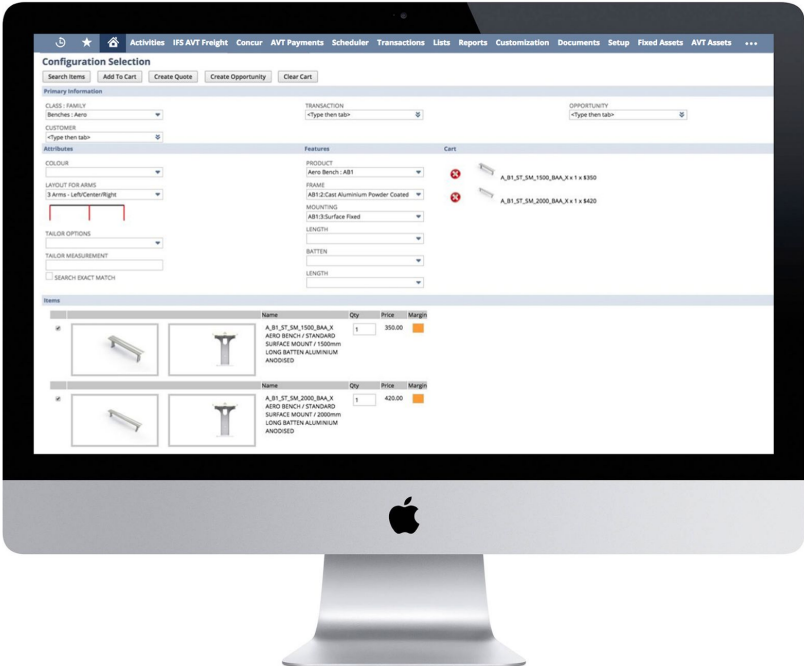 Activities IFS AVT Freight Concur AVT Payments Scheduler Transactions Lists Reports Customization Documents Setup Fixed Assets AVT Assets
Configuration Selection
Search Items Add To Cart Create Quote Create Opportunity Clear Cart
Primary Information
CLASS : FAMILY
Benches : Aero
CUSTOMER
<Type then tab>
TRANSACTION
<Type then tab>
OPPORTUNITY
<Type then tab>
Attributes
COLOUR
LAYOUT FOR ARMS
3 Arms - Left/Center/Right
TAILOR OPTIONS
TAILOR MEASUREMENT
SEARCH EXACT MATCH
Features
PRODUCT
Aero Bench : AB1
FRAME
AB1:2:Cast Aluminium Powder Coated
MOUNTING
AB1:3:Surface Fixed
LENGTH
BATTEN
LENGTH
Cart
A_B1_ST_SM_1500_BAA_X x 1 x $350
A_B1_ST_SM_2000_BAA_X x 1 x $420
Items
Name Qty Price Margin
A_B1_ST_SM_1500_BAA_X 1 350.00
AERO BENCH / STANDARD
SURFACE MOUNT / 1500mm
LONG BATTEN ALUMINIUM
ANODISED
Name Qty Price Margin
A_B1_ST_SM_2000_BAA_X 1 420.00
AERO BENCH / STANDARD
SURFACE MOUNT / 2000mm
LONG BATTEN ALUMINIUM
ANODISED